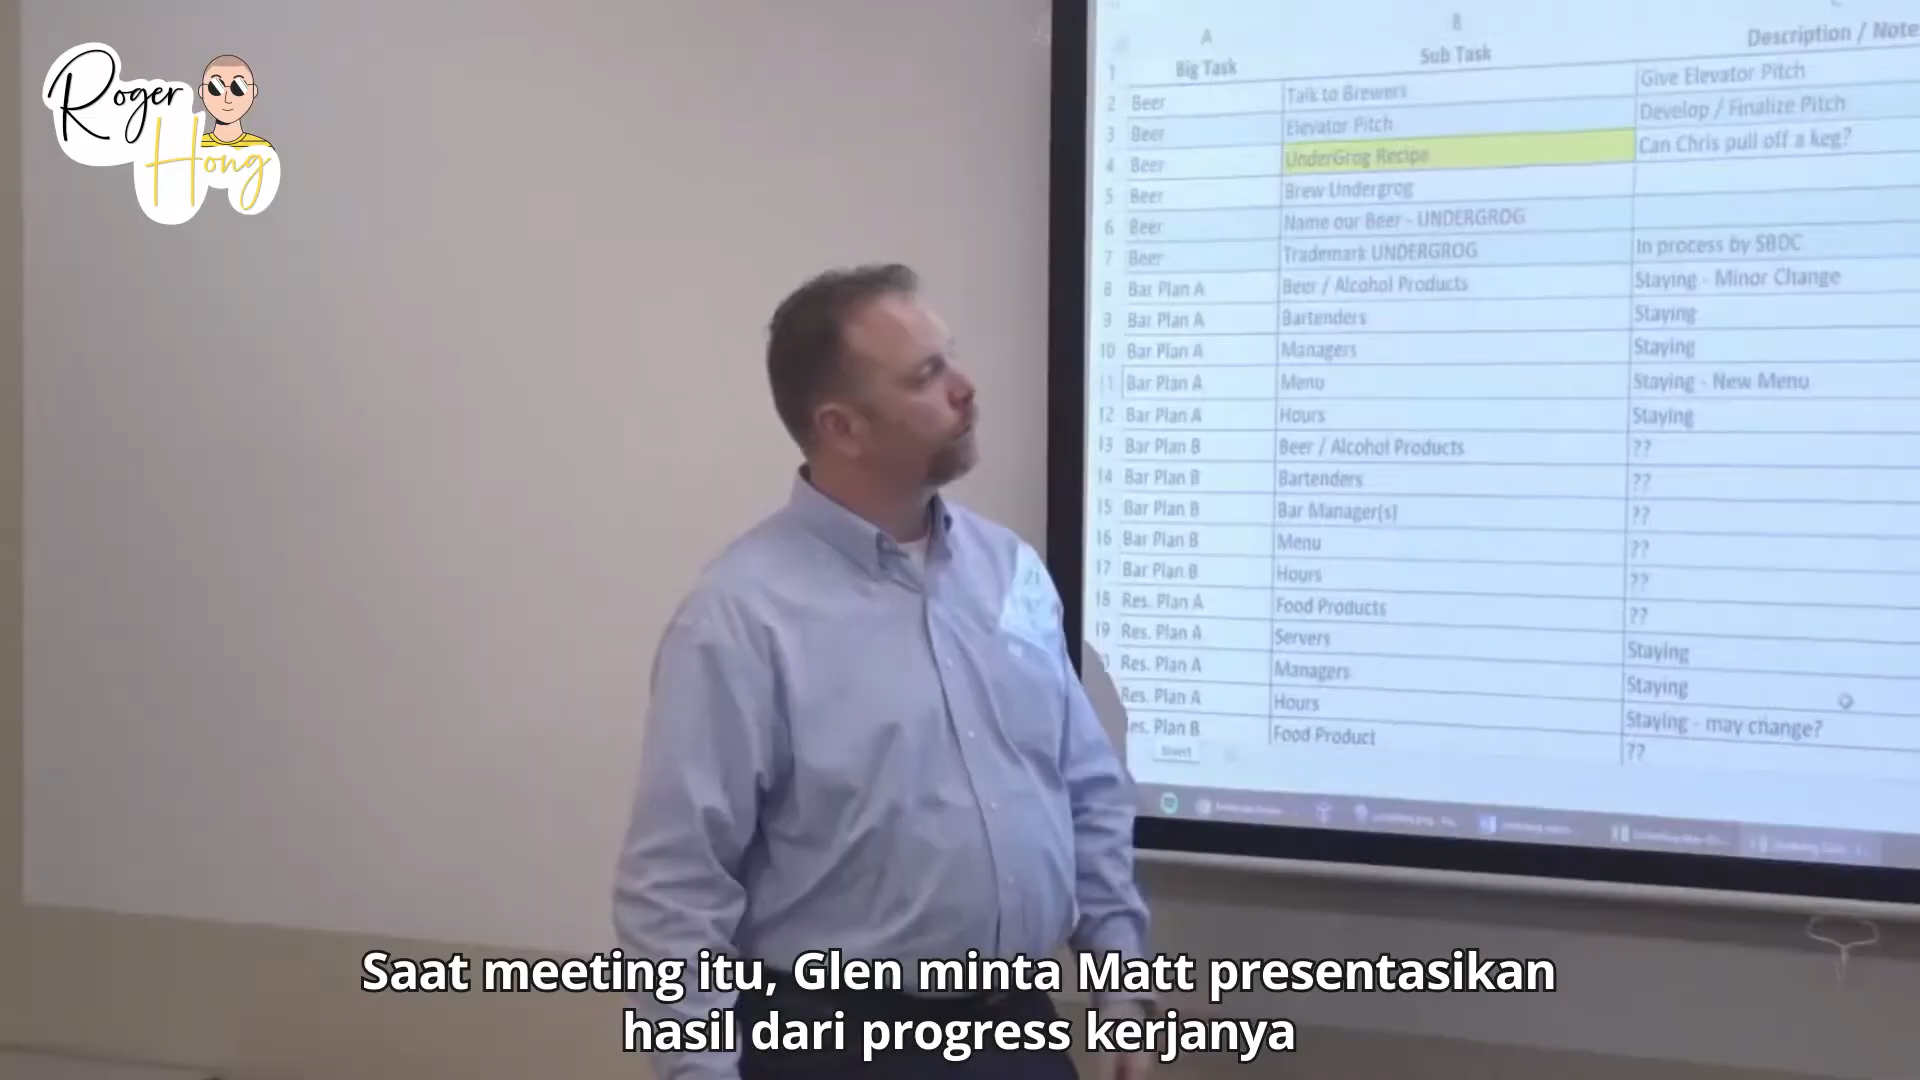 Roger
Hong
A B
Big Task Sub Task Description / Note
1
2 Beer Talk to Brewers Give Elevator Pitch
3 Beer Elevator Pitch Develop / Finalize Pitch
4 Beer UnderGrog Recipe Can Chris pull off a keg?
5 Beer Brew Undergrog
6 Beer Name our Beer - UNDERGROG
7 Beer Trademark UNDERGROG In process by SBDC
8 Bar Plan A Beer / Alcohol Products Staying - Minor Change
9 Bar Plan A Bartenders Staying
10 Bar Plan A Managers Staying
11 Bar Plan A Menu Staying - New Menu
12 Bar Plan A Hours Staying
13 Bar Plan B Beer / Alcohol Products ??
14 Bar Plan B Bartenders ??
15 Bar Plan B Bar Manager(s) ??
16 Bar Plan B Menu ??
17 Bar Plan B Hours ??
18 Res. Plan A Food Products ??
19 Res. Plan A Servers Staying
Res. Plan A Managers Staying
Res. Plan A Hours Staying - may change?
es. Plan B Food Product ??
Sheet1
Saat meeting itu, Glen minta Matt presentasikan
hasil dari progress kerjanya